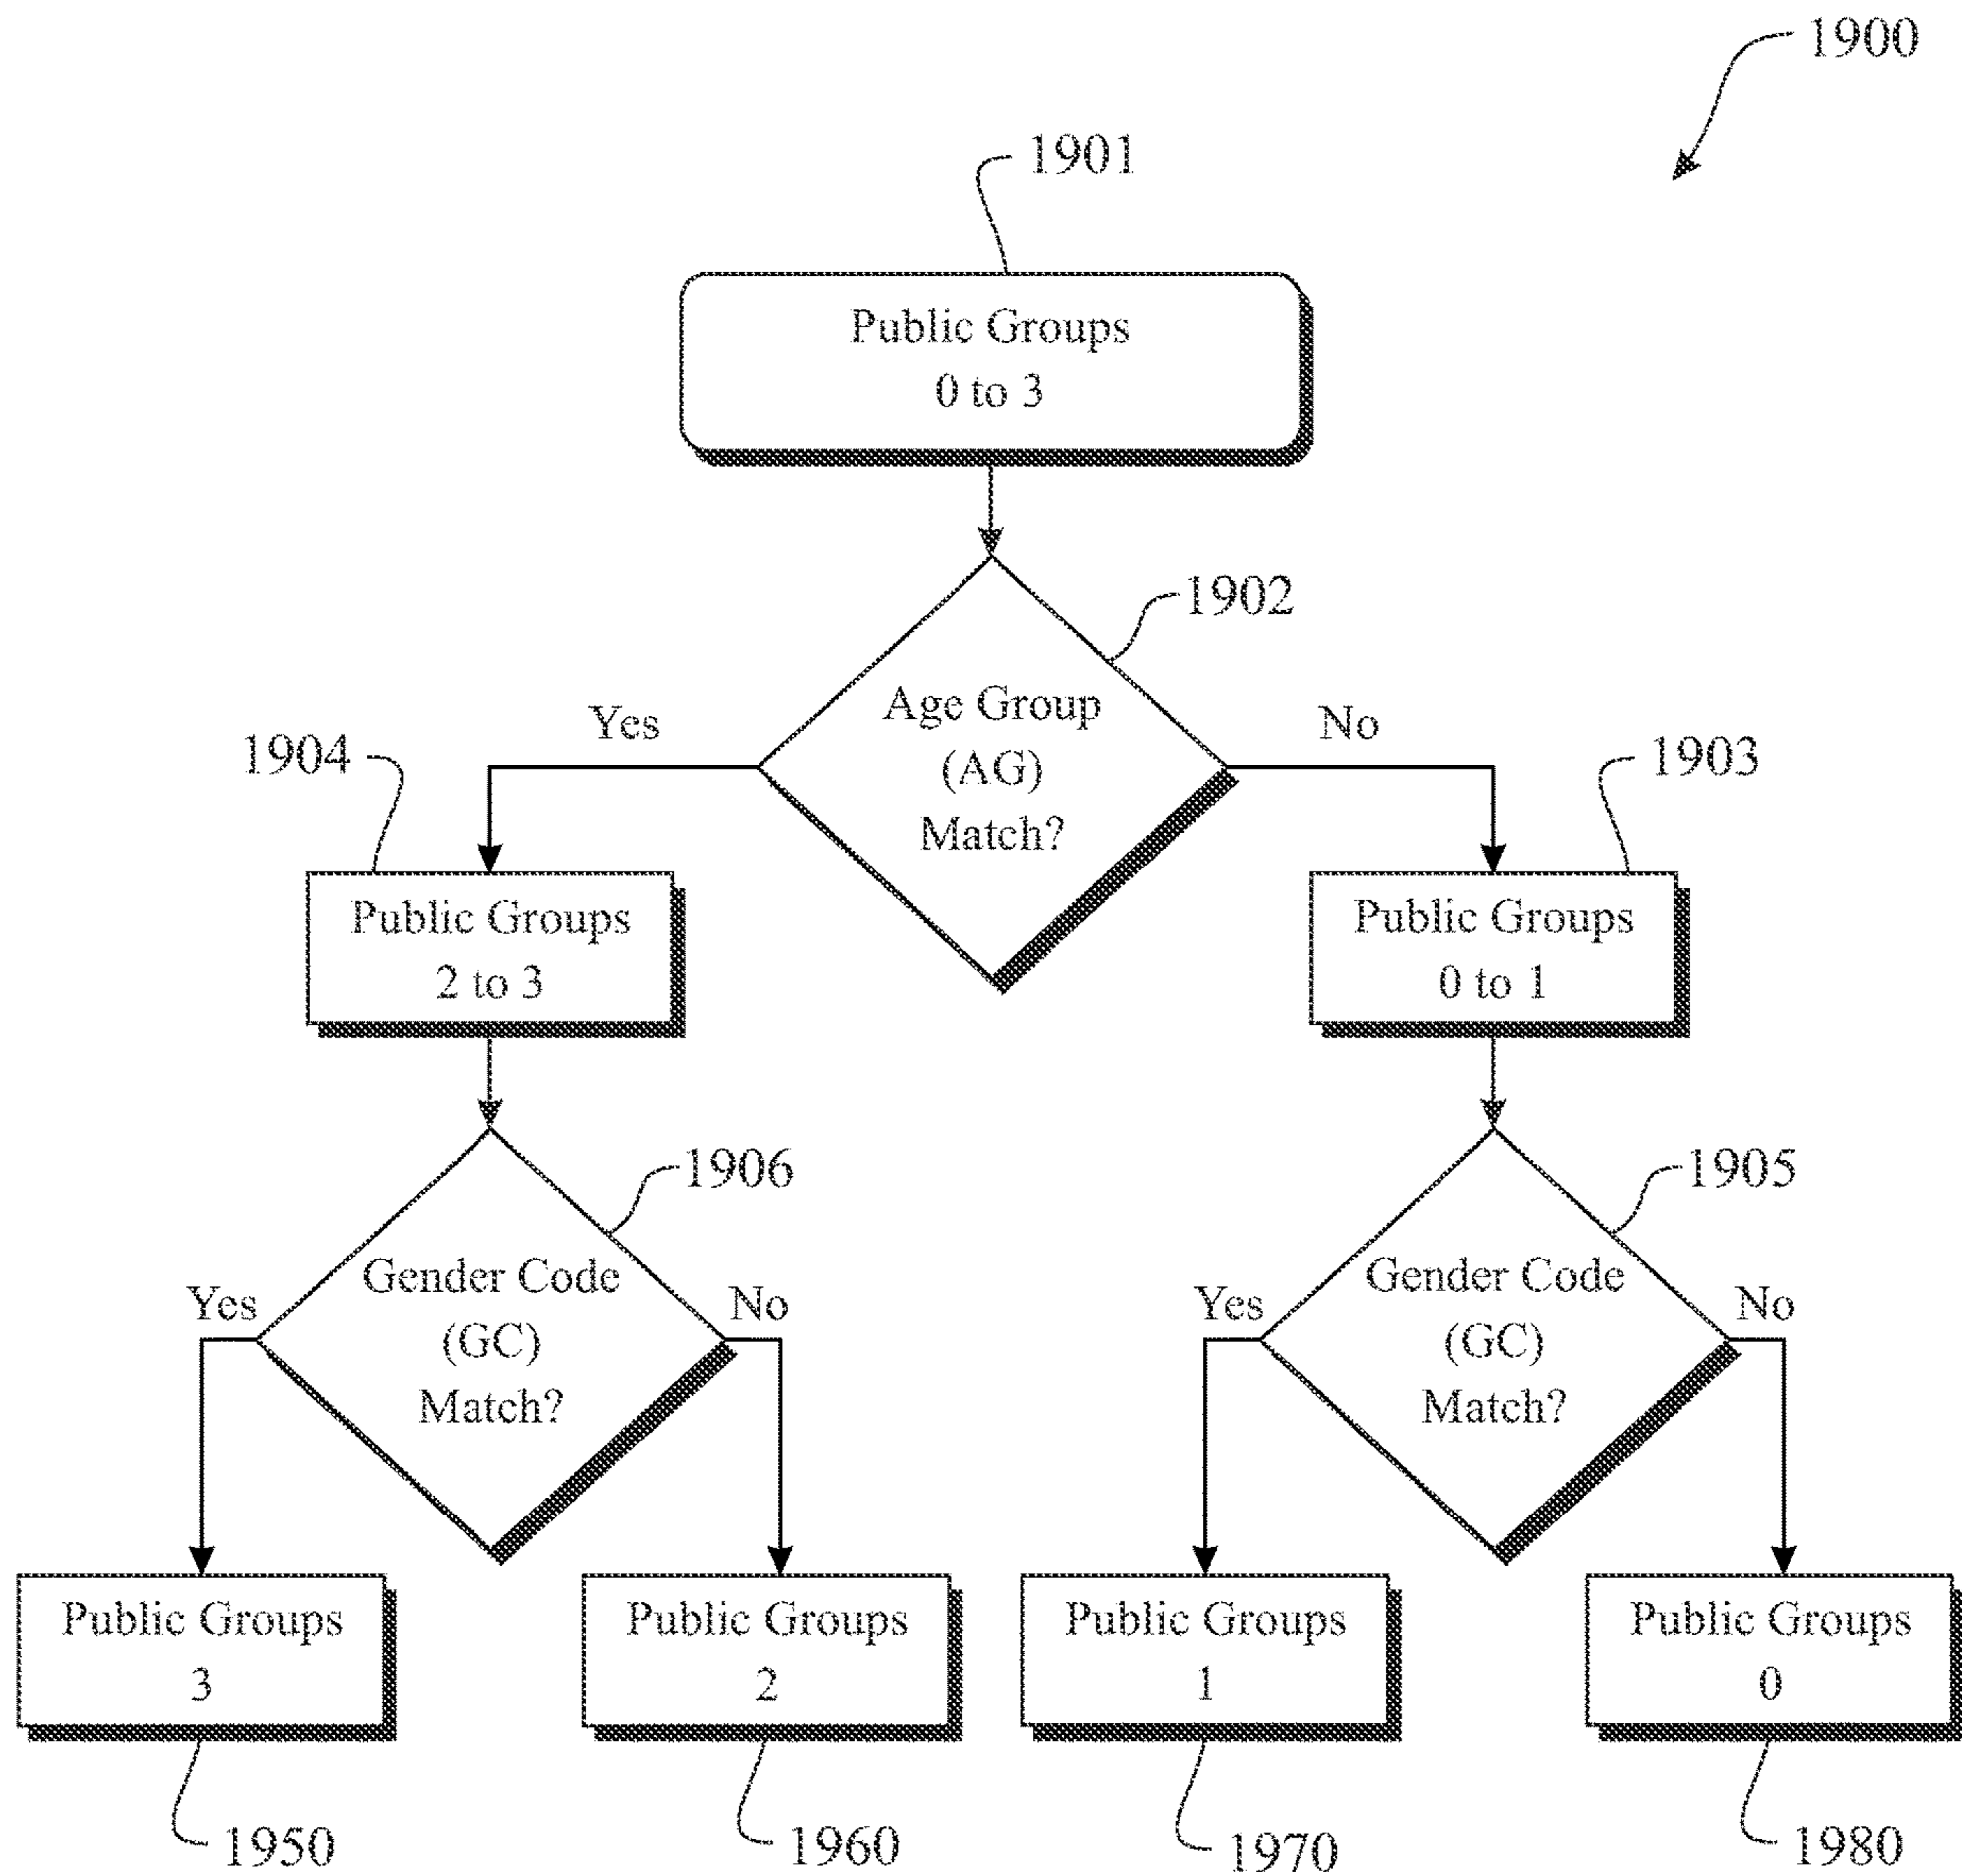 1900
1901
Public Groups
0 to 3
1902
Age Group
(AG)
Match?
Yes
No
1904
1903
Public Groups
2 to 3
Public Groups
0 to 1
1906
1905
Gender Code
(GC)
Match?
Yes
No
Gender Code
(GC)
Match?
Yes
No
Public Groups
3
Public Groups
2
Public Groups
1
Public Groups
0
1950
1960
1970
1980